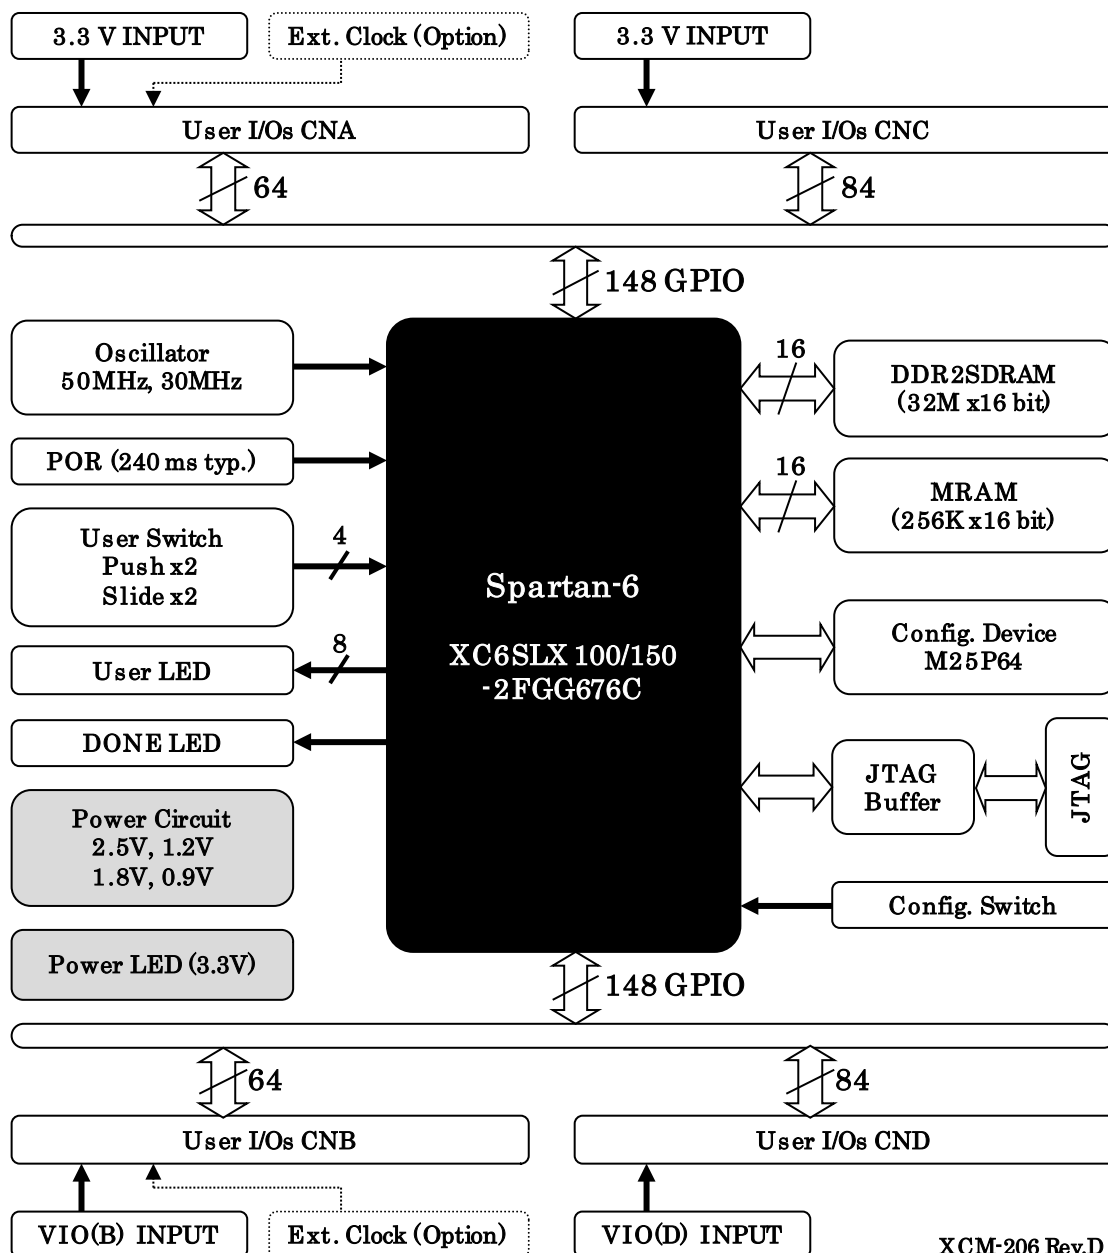 3.3 V INPUT
Ext. Clock (Option)
3.3 V INPUT
User I/Os CNA
User I/Os CNC
64
84
148 GPIO
Oscillator
50MHz, 30MHz
POR (240 ms typ.)
User Switch
Push x2
Slide x2
4
User LED
8
DONE LED
Power Circuit
2.5V, 1.2V
1.8V, 0.9V
Power LED (3.3V)
Spartan-6
XC6SLX 100/150
-2FGG676C
16
DDR2SDRAM
(32M x16 bit)
16
MRAM
(256K x16 bit)
Config. Device
M25P64
JTAG
Buffer
JTAG
Config. Switch
148 GPIO
64
84
User I/Os CNB
User I/Os CND
VIO(B) INPUT
Ext. Clock (Option)
VIO(D) INPUT
XCM-206 Rev.D